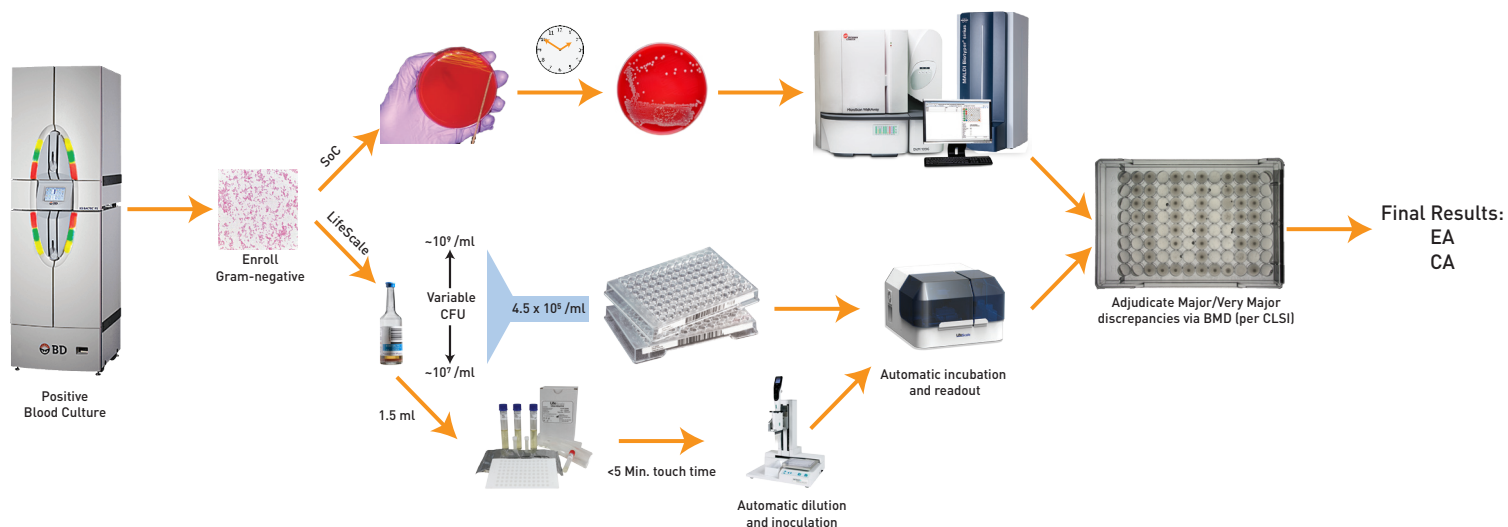 BD
Positive
Blood Culture
Enroll
Gram-negative
SoC
LifeScale
~10⁹/ml
Variable
CFU
~10⁷/ml
4.5 x 10⁵/ml
1.5 ml
<5 Min. touch time
Automatic dilution
and inoculation
Automatic incubation
and readout
Adjudicate Major/Very Major
discrepancies via BMD (per CLSI)
Final Results:
EA
CA